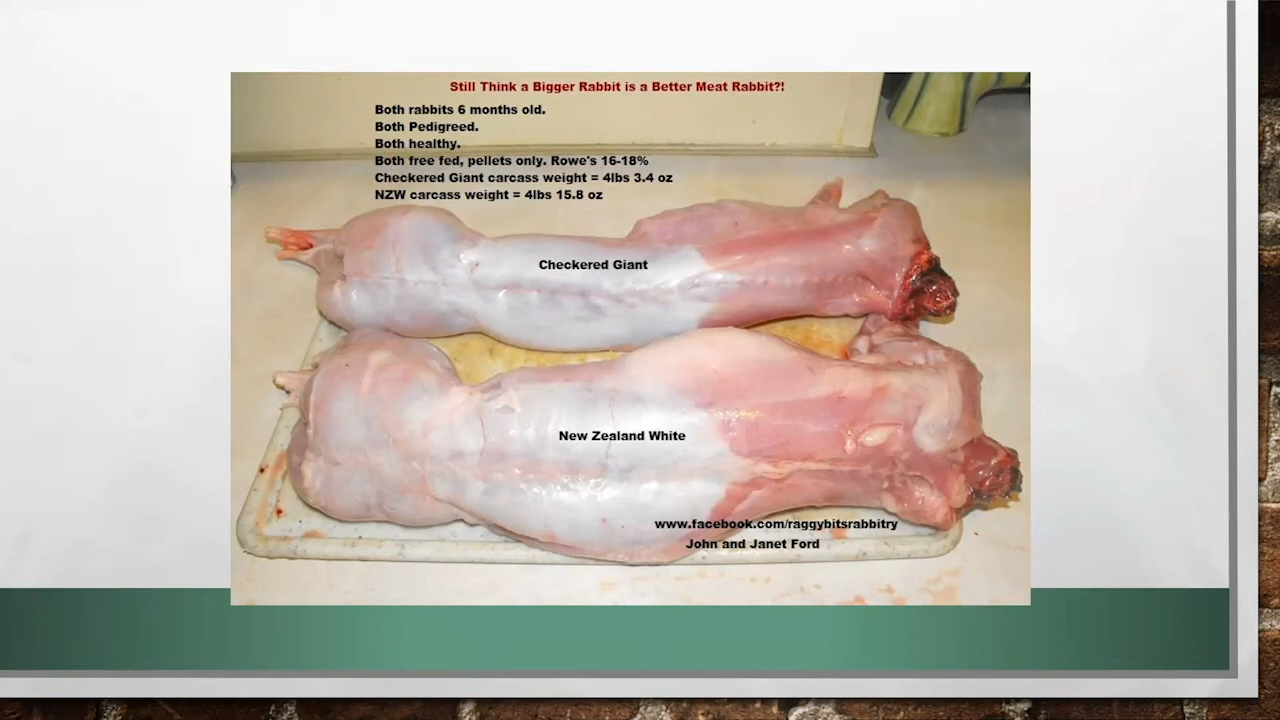 Still Think a Bigger Rabbit is a Better Meat Rabbit?!
Both rabbits 6 months old.
Both Pedigreed.
Both healthy.
Both free fed, pellets only. Rowe's 16-18%
Checkered Giant carcass weight = 4lbs 3.4 oz
NZW carcass weight = 4lbs 15.8 oz
Checkered Giant
New Zealand White
www.facebook.com/raggybitsrabbitry
John and Janet Ford